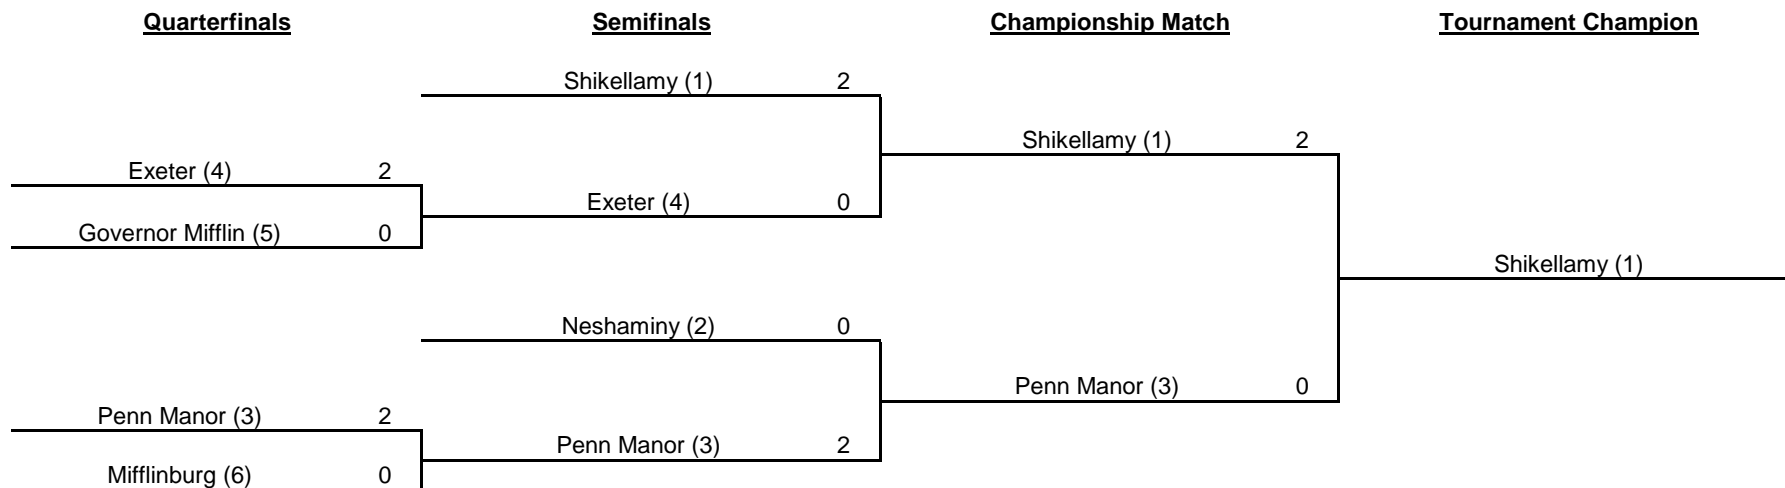 Quarterfinals Semifinals Championship Match Tournament Champion
Shikellamy (1) 2
Shikellamy (1) 2
Exeter (4) 2
Exeter (4) 0
Governor Mifflin (5) 0
Shikellamy (1)
Neshaminy (2) 0
Penn Manor (3) 0
Penn Manor (3) 2
Penn Manor (3) 2
Mifflinburg (6) 0